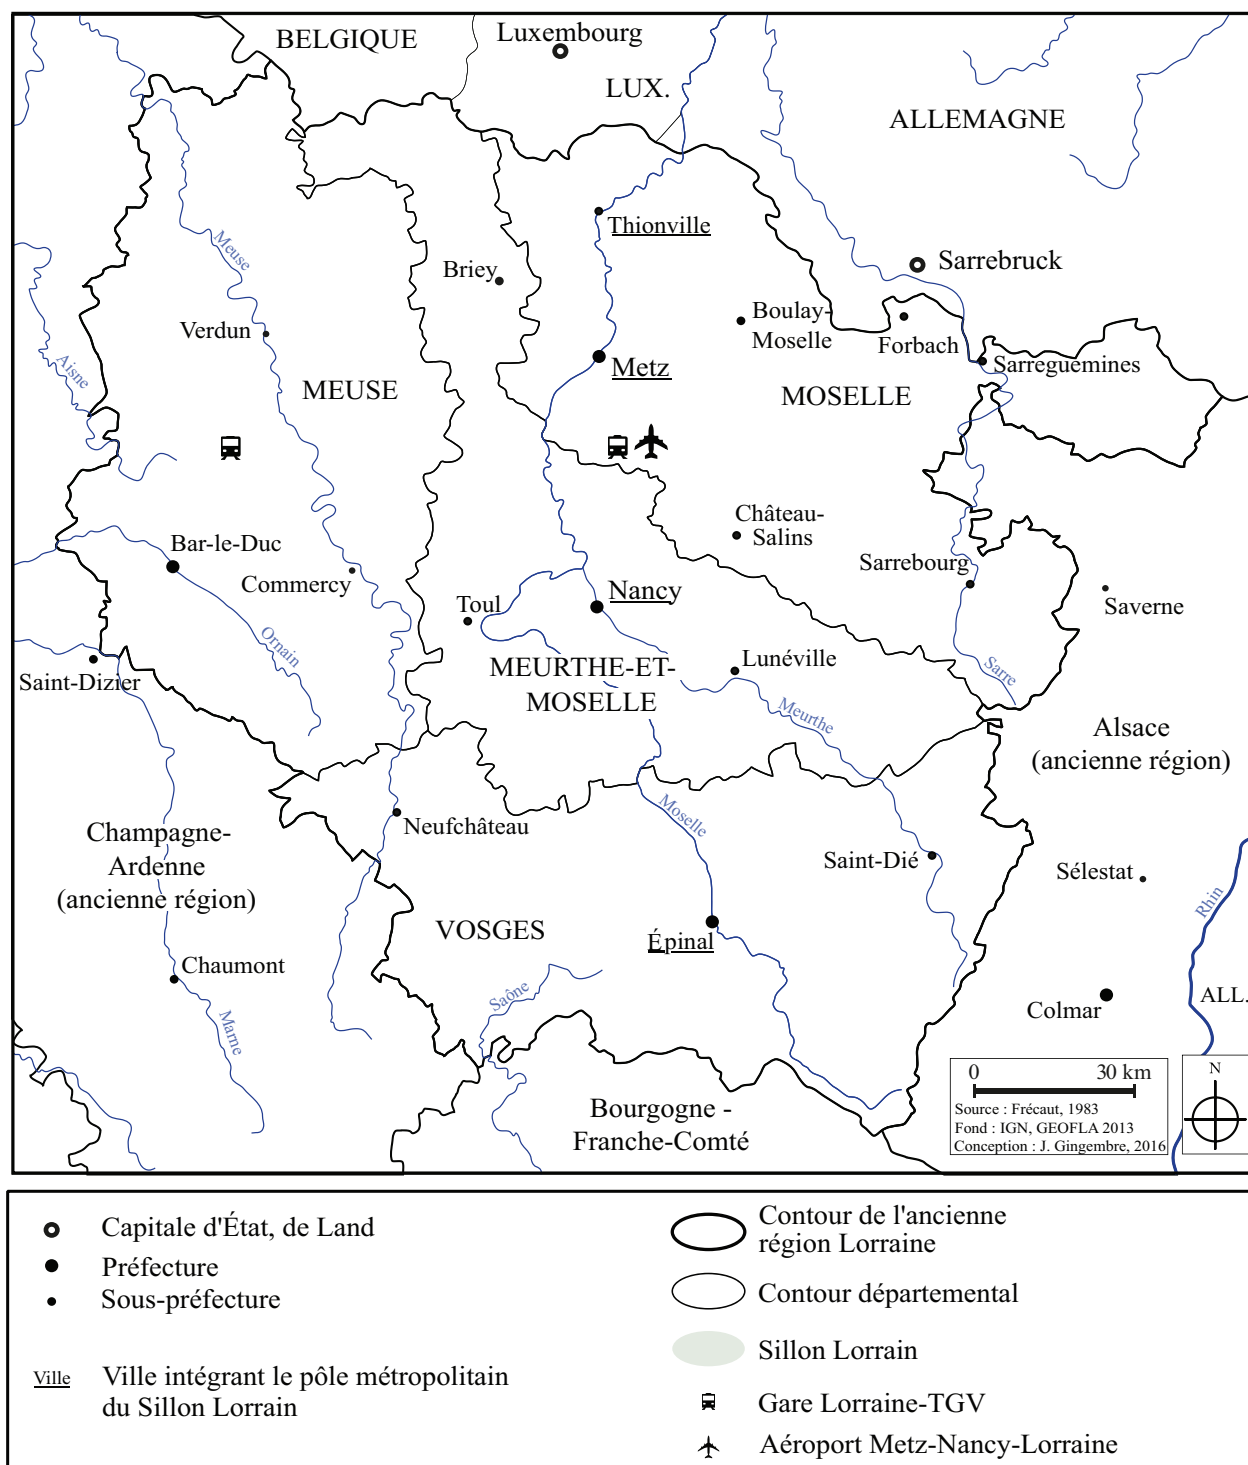 BELGIQUE
Luxembourg
LUX.
ALLEMAGNE
Thionville
Meuse
Briey
Sarrebruck
Verdun
Boulay-
Moselle
Forbach
Aisne
Metz
Sarreguemines
MEUSE
MOSELLE
Château-
Salins
Bar-le-Duc
Commercy
Sarrebourg
Toul
Nancy
Saverne
Ornain
Saint-Dizier
MEURTHE-ET-
MOSELLE
Lunéville
Sarre
Meurthe
Alsace
(ancienne région)
Moselle
Neufchâteau
Champagne-
Ardenne
(ancienne région)
Saint-Dié
Sélestat
Rhin
VOSGES
Épinal
Chaumont
Saône
Marne
Colmar
ALL.
Bourgogne -
Franche-Comté
0 30 km
Source : Frécaut, 1983
Fond : IGN, GEOFLA 2013
Conception : J. Gingembre, 2016
N
Capitale d'État, de Land
Préfecture
Sous-préfecture
Ville Ville intégrant le pôle métropolitain
du Sillon Lorrain
Contour de l'ancienne
région Lorraine
Contour départemental
Sillon Lorrain
Gare Lorraine-TGV
Aéroport Metz-Nancy-Lorraine